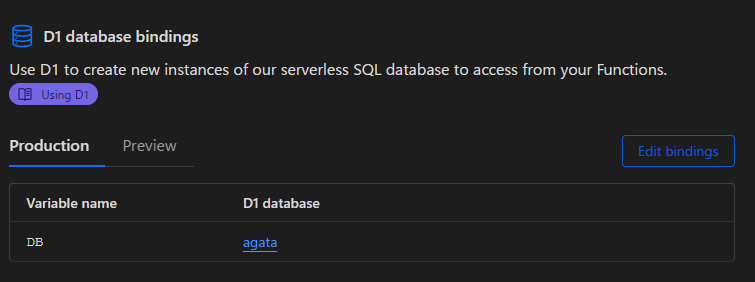 D1 database bindings
Use D1 to create new instances of our serverless SQL database to access from your Functions.
Using D1
Production Preview Edit bindings
Variable name D1 database
DB agata